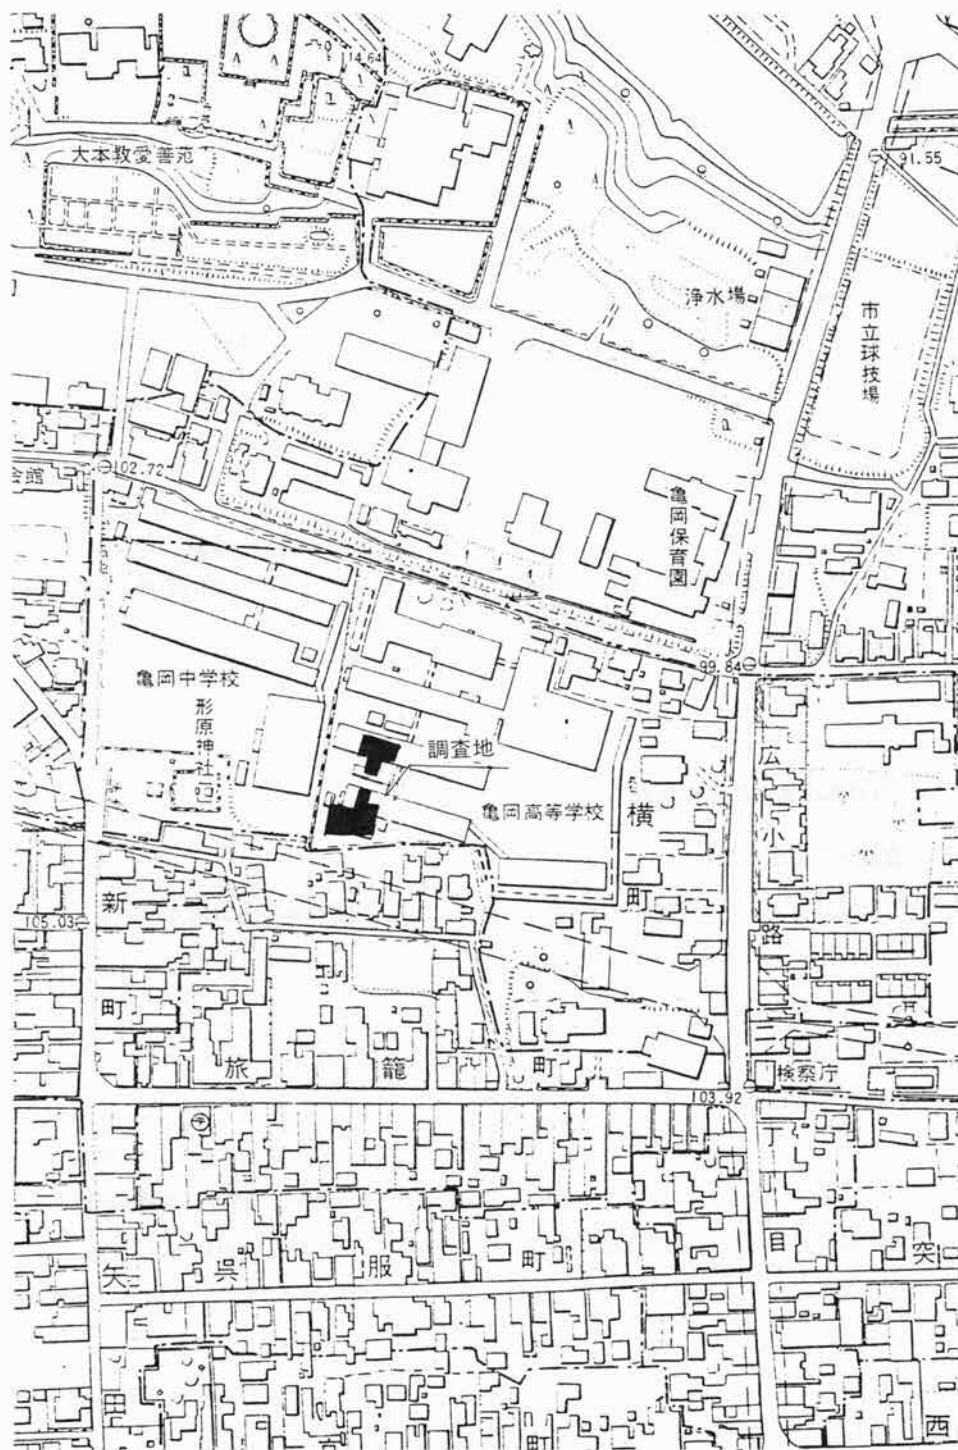 114.64
大本教愛善苑
91.55
浄水場
市立球技場
会館
102.72
亀岡保育園
99.84
亀岡中学校
形原神社
調査地
亀岡高等学校
横町
広小路
新町
105.03
旅籠町
検察庁
103.92
丁目
矢田
呉服町
突
町
西